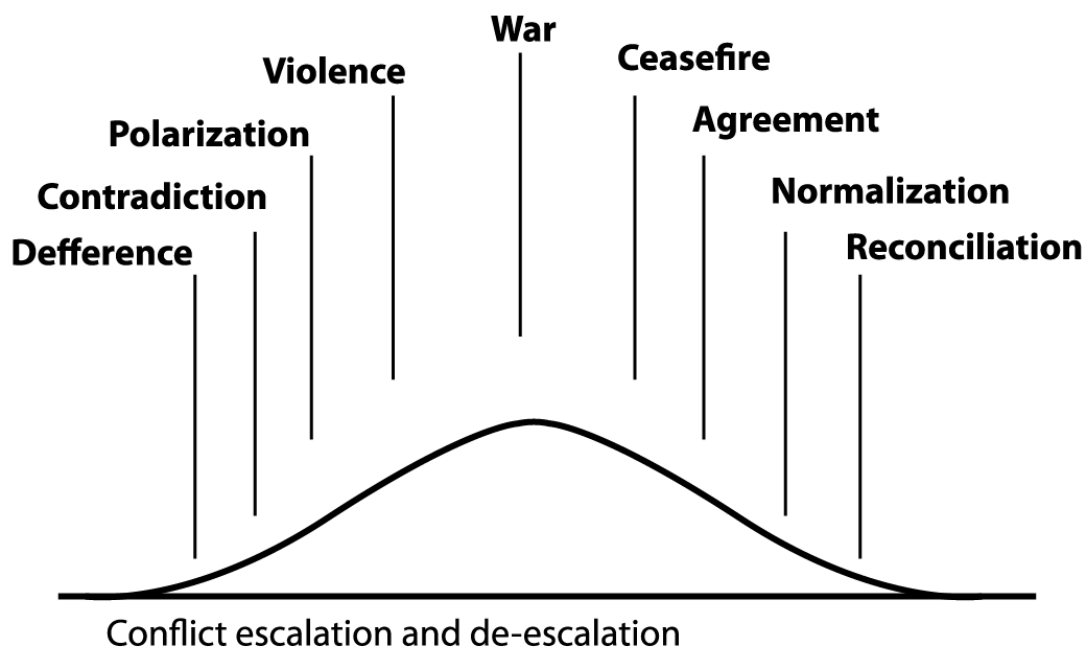 War
Violence
Ceasefire
Polarization
Agreement
Contradiction
Normalization
Defference
Reconciliation
Conflict escalation and de-escalation